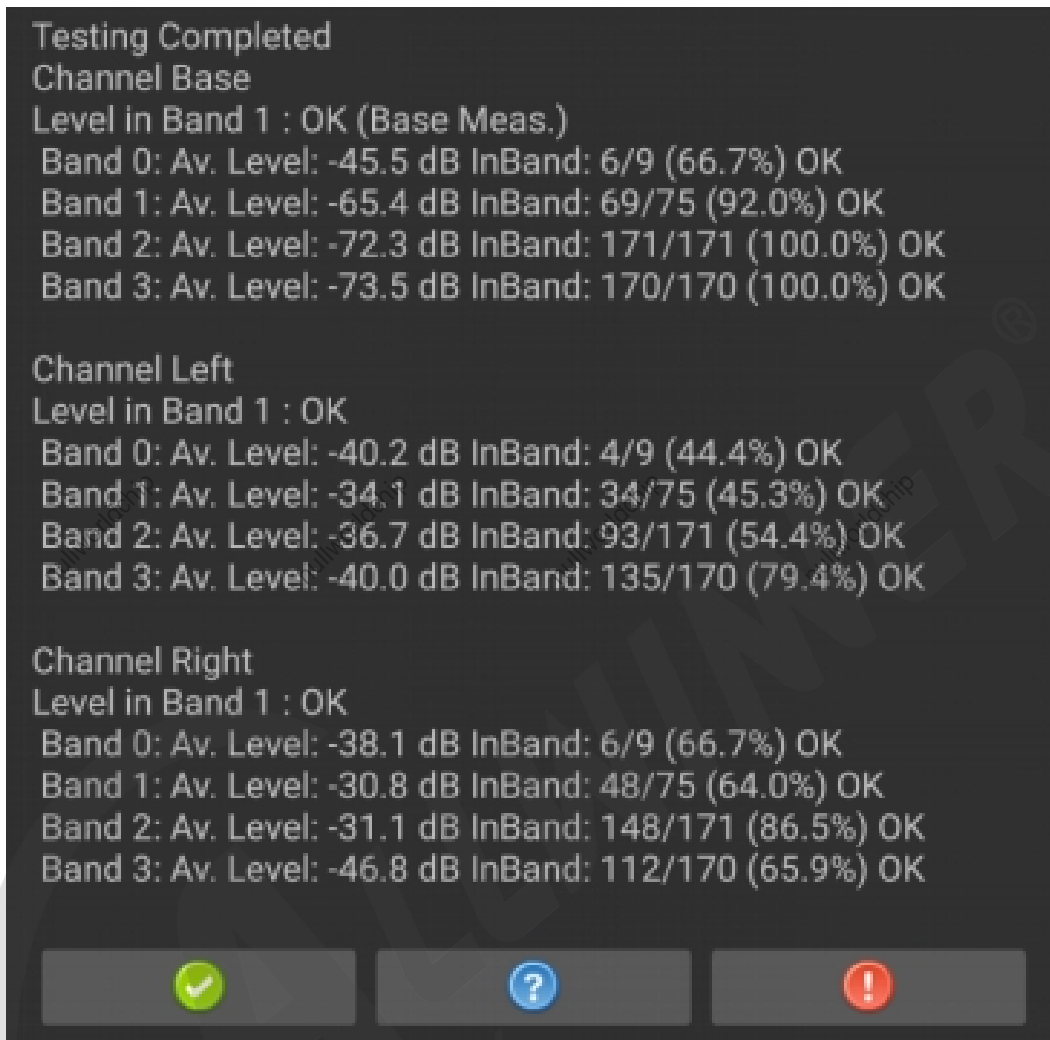 Testing Completed
Channel Base
Level in Band 1 : OK (Base Meas.)
Band 0: Av. Level: -45.5 dB InBand: 6/9 (66.7%) OK
Band 1: Av. Level: -65.4 dB InBand: 69/75 (92.0%) OK
Band 2: Av. Level: -72.3 dB InBand: 171/171 (100.0%) OK
Band 3: Av. Level: -73.5 dB InBand: 170/170 (100.0%) OK
Channel Left
Level in Band 1 : OK
Band 0: Av. Level: -40.2 dB InBand: 4/9 (44.4%) OK
Band 1: Av. Level: -34.1 dB InBand: 34/75 (45.3%) OK
Band 2: Av. Level: -36.7 dB InBand: 93/171 (54.4%) OK
Band 3: Av. Level: -40.0 dB InBand: 135/170 (79.4%) OK
Channel Right
Level in Band 1 : OK
Band 0: Av. Level: -38.1 dB InBand: 6/9 (66.7%) OK
Band 1: Av. Level: -30.8 dB InBand: 48/75 (64.0%) OK
Band 2: Av. Level: -31.1 dB InBand: 148/171 (86.5%) OK
Band 3: Av. Level: -46.8 dB InBand: 112/170 (65.9%) OK
ALLWINNER®